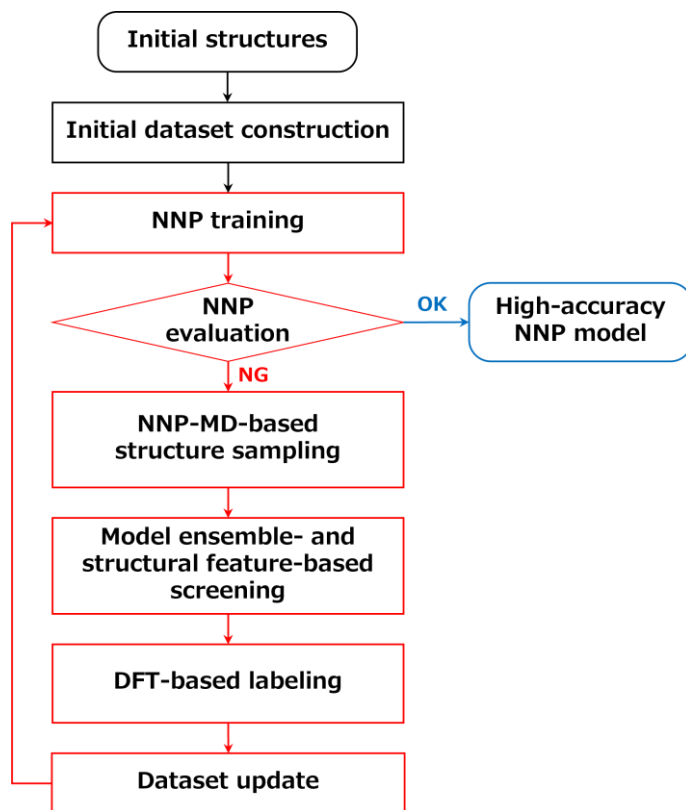 Initial structures
Initial dataset construction
NNP training
NNP
evaluation
OK
High-accuracy
NNP model
NG
NNP-MD-based
structure sampling
Model ensemble- and
structural feature-based
screening
DFT-based labeling
Dataset update